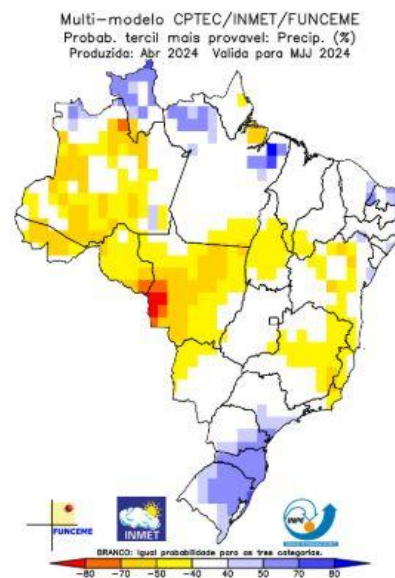 Multi-modelo CPTEC/INMET/FUNCEME
Probab. tercil mais provavel: Precip. (%)
Produzida: Abr 2024 Valida para MJJ 2024
FUNCEME
INMET
INPE
BRANCO: igual probabilidade para as tres categorias.
-80 -70 -50 -40 40 50 70 80